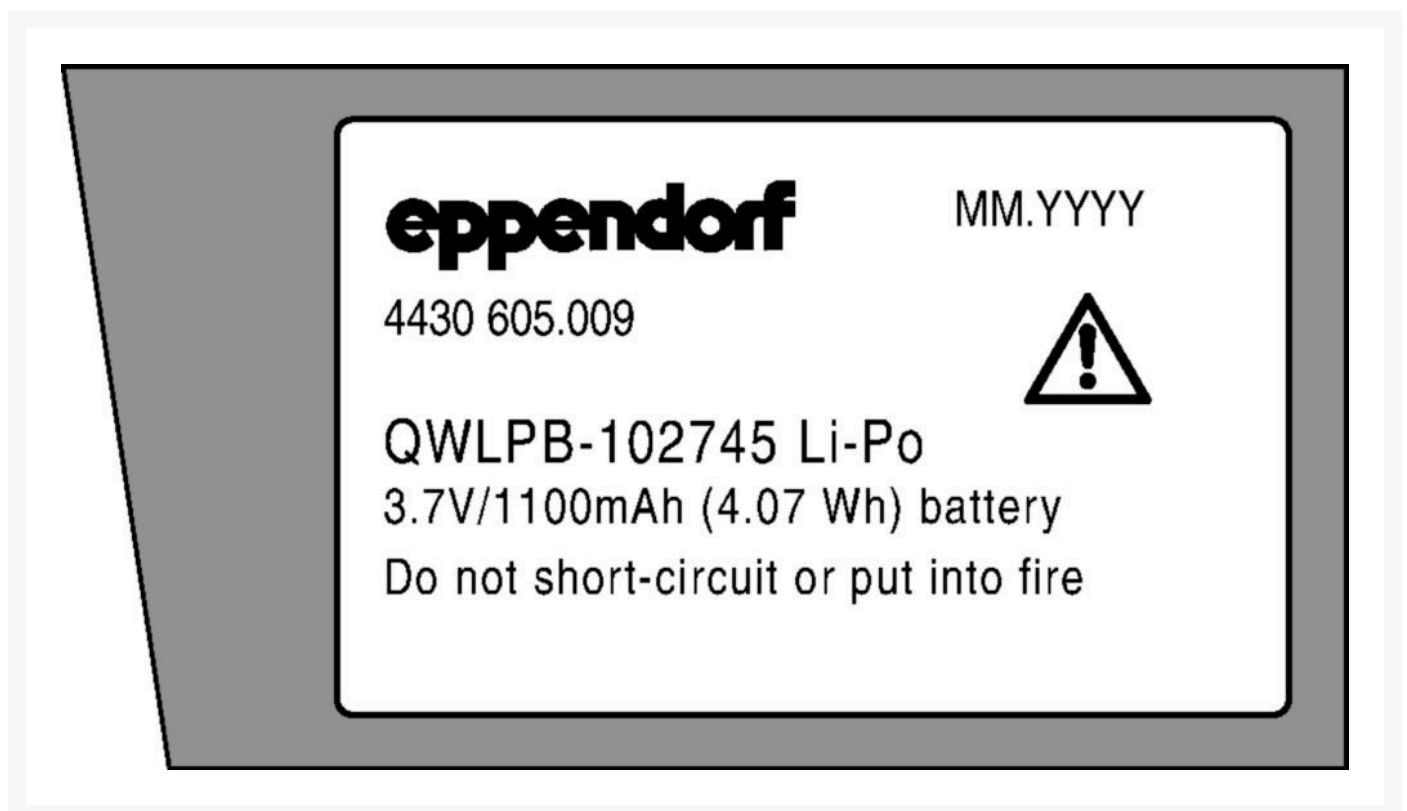 eppendorf
MM.YYYY
4430 605.009
QWLPB-102745 Li-Po
3.7V/1100mAh (4.07 Wh) battery
Do not short-circuit or put into fire